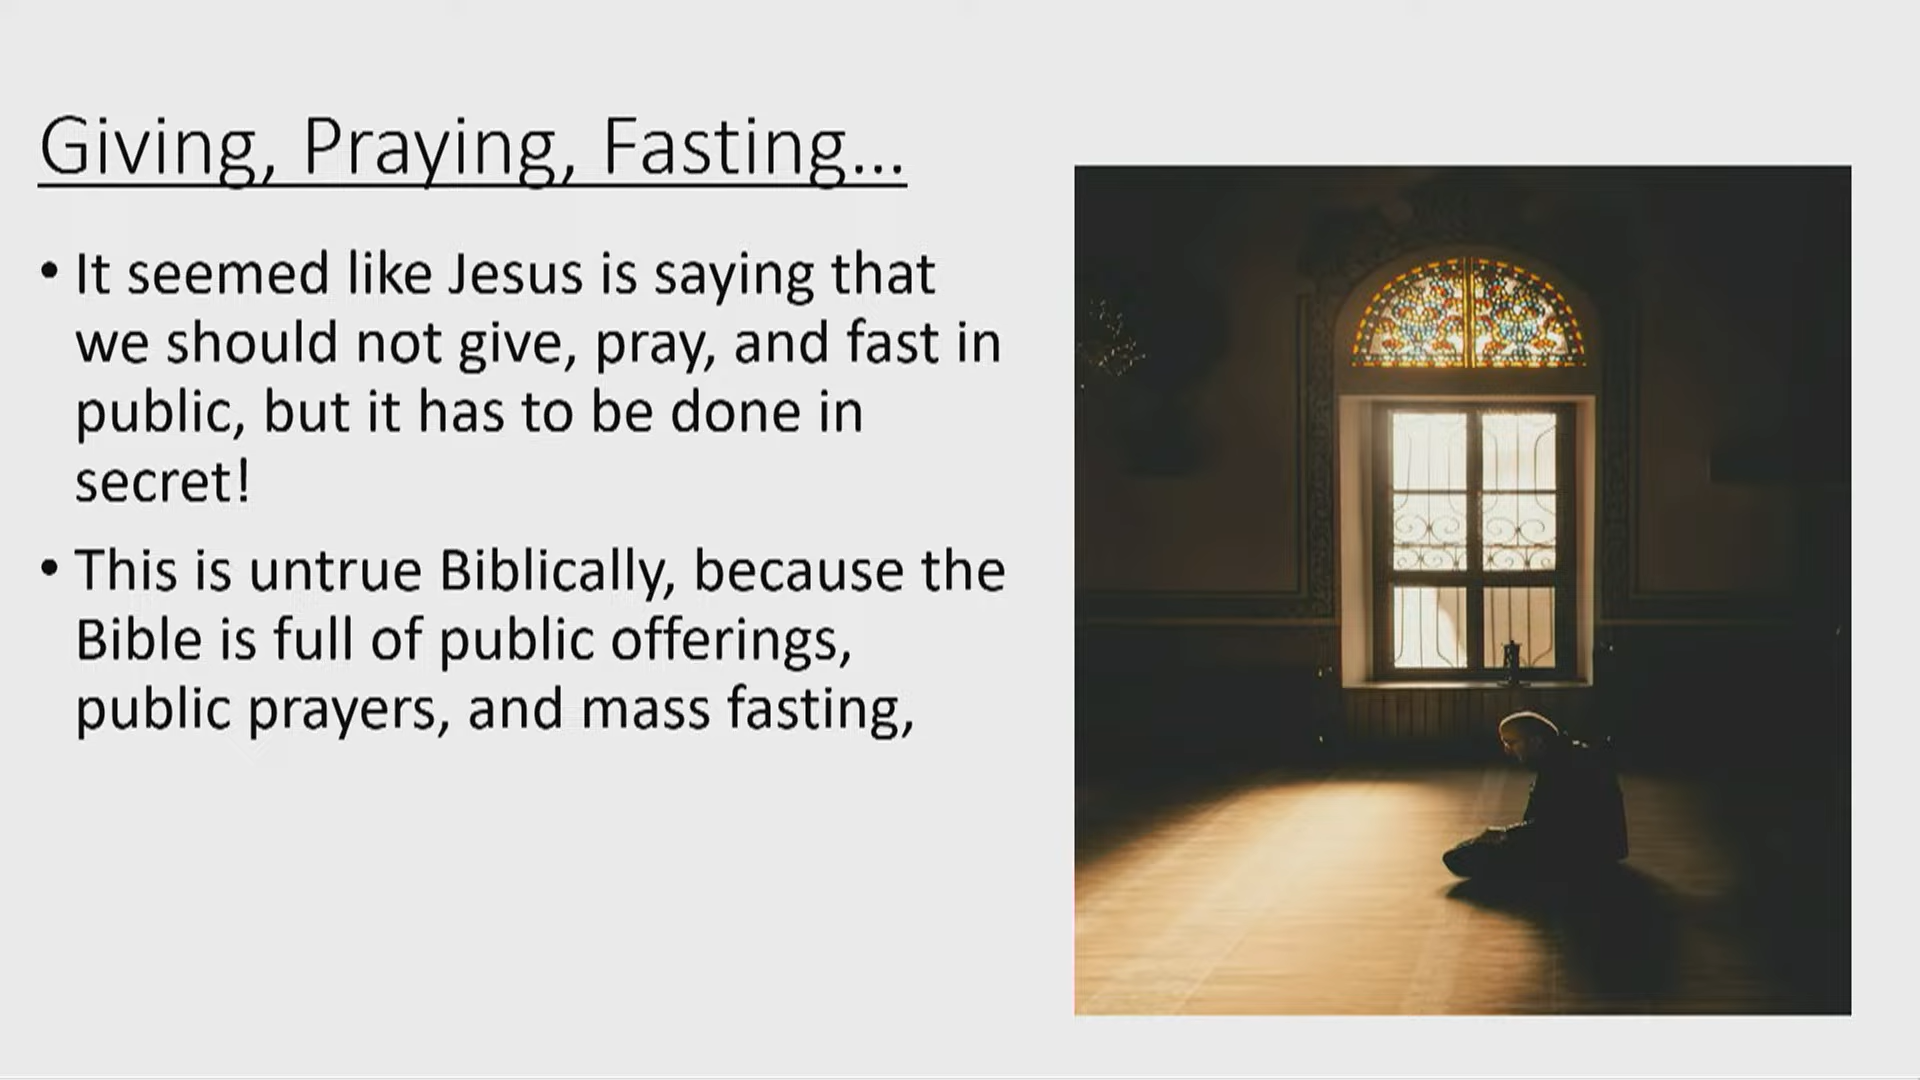 Giving, Praying, Fasting...
• It seemed like Jesus is saying that
we should not give, pray, and fast in
public, but it has to be done in
secret!
• This is untrue Biblically, because the
Bible is full of public offerings,
public prayers, and mass fasting,